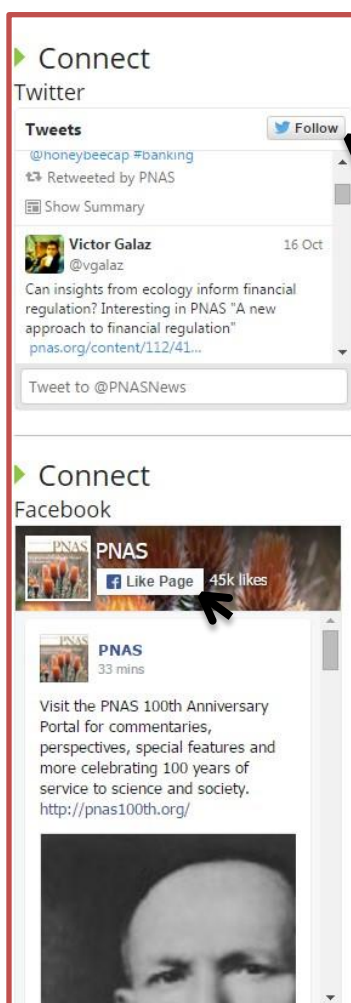 Connect
Twitter
Tweets
Follow
@honeybeecap #banking
Retweeted by PNAS
Show Summary
Victor Galaz
16 Oct
@vgalaz
Can insights from ecology inform financial
regulation? Interesting in PNAS "A new
approach to financial regulation"
pnas.org/content/112/41...
Tweet to @PNASNews
Connect
Facebook
PNAS
PNAS
Like Page
45k likes
PNAS
PNAS
33 mins
Visit the PNAS 100th Anniversary
Portal for commentaries,
perspectives, special features and
more celebrating 100 years of
service to science and society.
http://pnas100th.org/